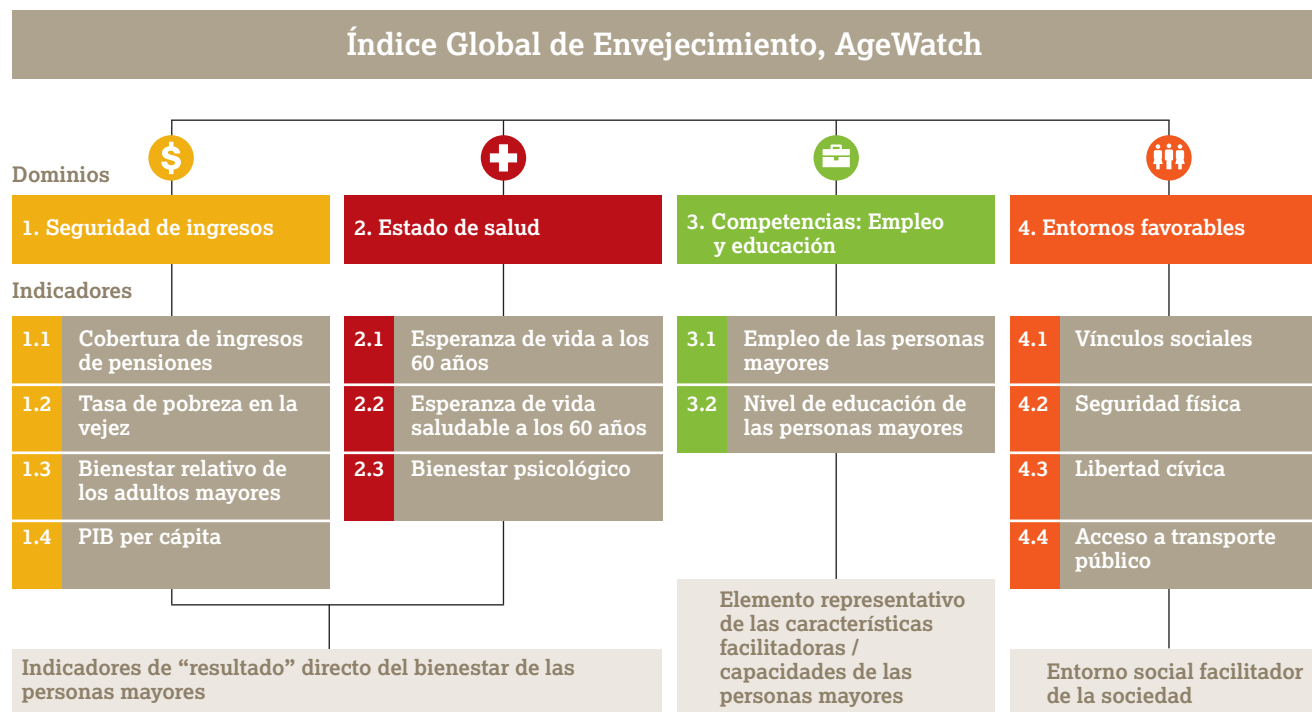 Índice Global de Envejecimiento, AgeWatch
$
Dominios
1. Seguridad de ingresos
2. Estado de salud
3. Competencias: Empleo
y educación
4. Entornos favorables
Indicadores
1.1 Cobertura de ingresos
de pensiones
1.2 Tasa de pobreza en la
vejez
1.3 Bienestar relativo de
los adultos mayores
1.4 PIB per cápita
2.1 Esperanza de vida a los
60 años
2.2 Esperanza de vida
saludable a los 60 años
2.3 Bienestar psicológico
3.1 Empleo de las personas
mayores
3.2 Nivel de educación de
las personas mayores
4.1 Vínculos sociales
4.2 Seguridad física
4.3 Libertad cívica
4.4 Acceso a transporte
público
Indicadores de “resultado” directo del bienestar de las
personas mayores
Elemento representativo
de las características
facilitadoras /
capacidades de las
personas mayores
Entorno social facilitador
de la sociedad